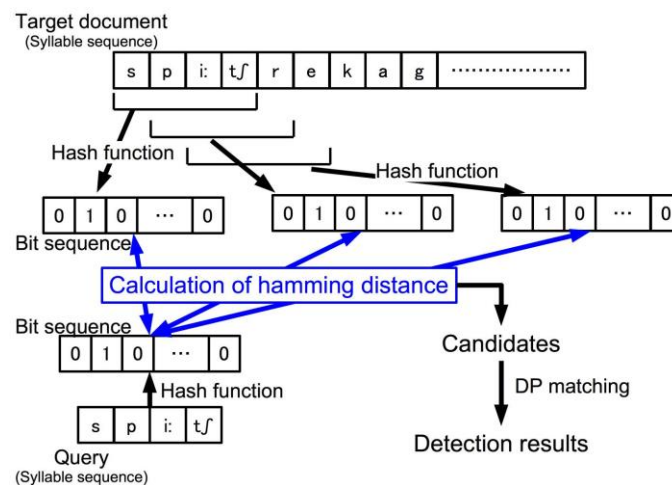 Target document
(Syllable sequence)
s p i: t∫ r e k a g ..................
Hash function
Hash function
0 1 0 … 0
0 1 0 … 0
0 1 0 … 0
Bit sequence
Calculation of hamming distance
Bit sequence
0 1 0 … 0
Candidates
Hash function
DP matching
s p i: t∫
Detection results
Query
(Syllable sequence)